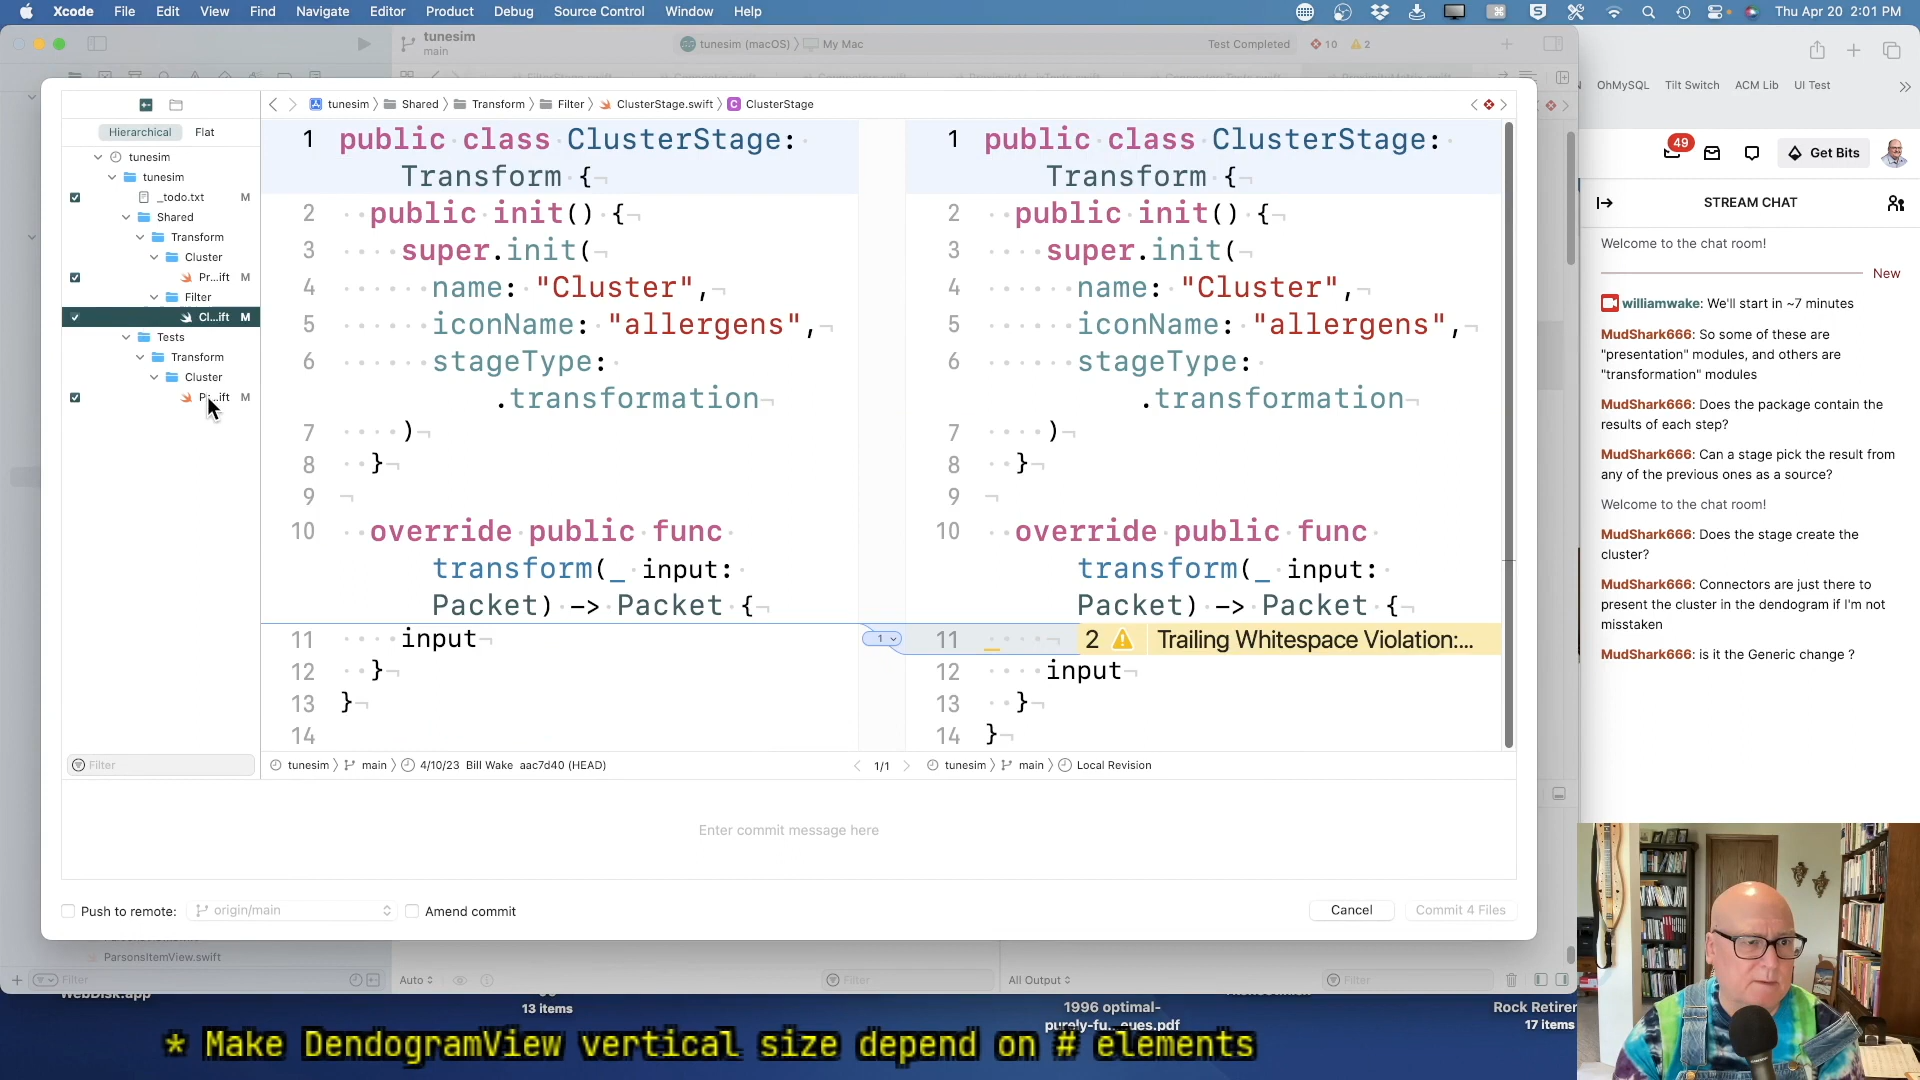 Xcode File Edit View Find Navigate Editor Product Debug Source Control Window Help Thu Apr 20 2:01 PM
tunesim
main
tunesim (macOS) My Mac
Test Completed 10 2
OhMySQL Tilt Switch ACM Lib UI Test
tunesim Shared Transform Filter ClusterStage.swift C ClusterStage
Hierarchical Flat
tunesim
tunesim
_todo.txt M
Shared
Transform
Cluster
Pr...ift M
Filter
Cl...ift M
Tests
Transform
Cluster
Pr...ift M
Filter
1 public class ClusterStage:
Transform {
2 public init() {
3 super.init(
4 name: "Cluster",
5 iconName: "allergens",
6 stageType:
.transformation
7 )
8 }
9
10 override public func
transform(_ input:
Packet) -> Packet {
11 input
12 }
13 }
14
1
1 public class ClusterStage:
Transform {
2 public init() {
3 super.init(
4 name: "Cluster",
5 iconName: "allergens",
6 stageType:
.transformation
7 )
8 }
9
10 override public func
transform(_ input:
Packet) -> Packet {
11 2 Trailing Whitespace Violation:...
12 input
13 }
14 }
tunesim main 4/10/23 Bill Wake aac7d40 (HEAD)
1/1
tunesim main Local Revision
Enter commit message here
Push to remote: origin/main Amend commit
Cancel Commit 4 Files
ParsonsItemView.swift
Filter
Auto
Filter
All Output
Filter
49
Get Bits
STREAM CHAT
Welcome to the chat room!
New
williamwake: We'll start in ~7 minutes
MudShark666: So some of these are
"presentation" modules, and others are
"transformation" modules
MudShark666: Does the package contain the
results of each step?
MudShark666: Can a stage pick the result from
any of the previous ones as a source?
Welcome to the chat room!
MudShark666: Does the stage create the
cluster?
MudShark666: Connectors are just there to
present the cluster in the dendogram if I'm not
misstaken
MudShark666: is it the Generic change ?
WebDisk.app
13 items
1996 optimal-
purely-fu...eues.pdf
Rock Retirer
17 items
* Make DendogramView vertical size depend on # elements